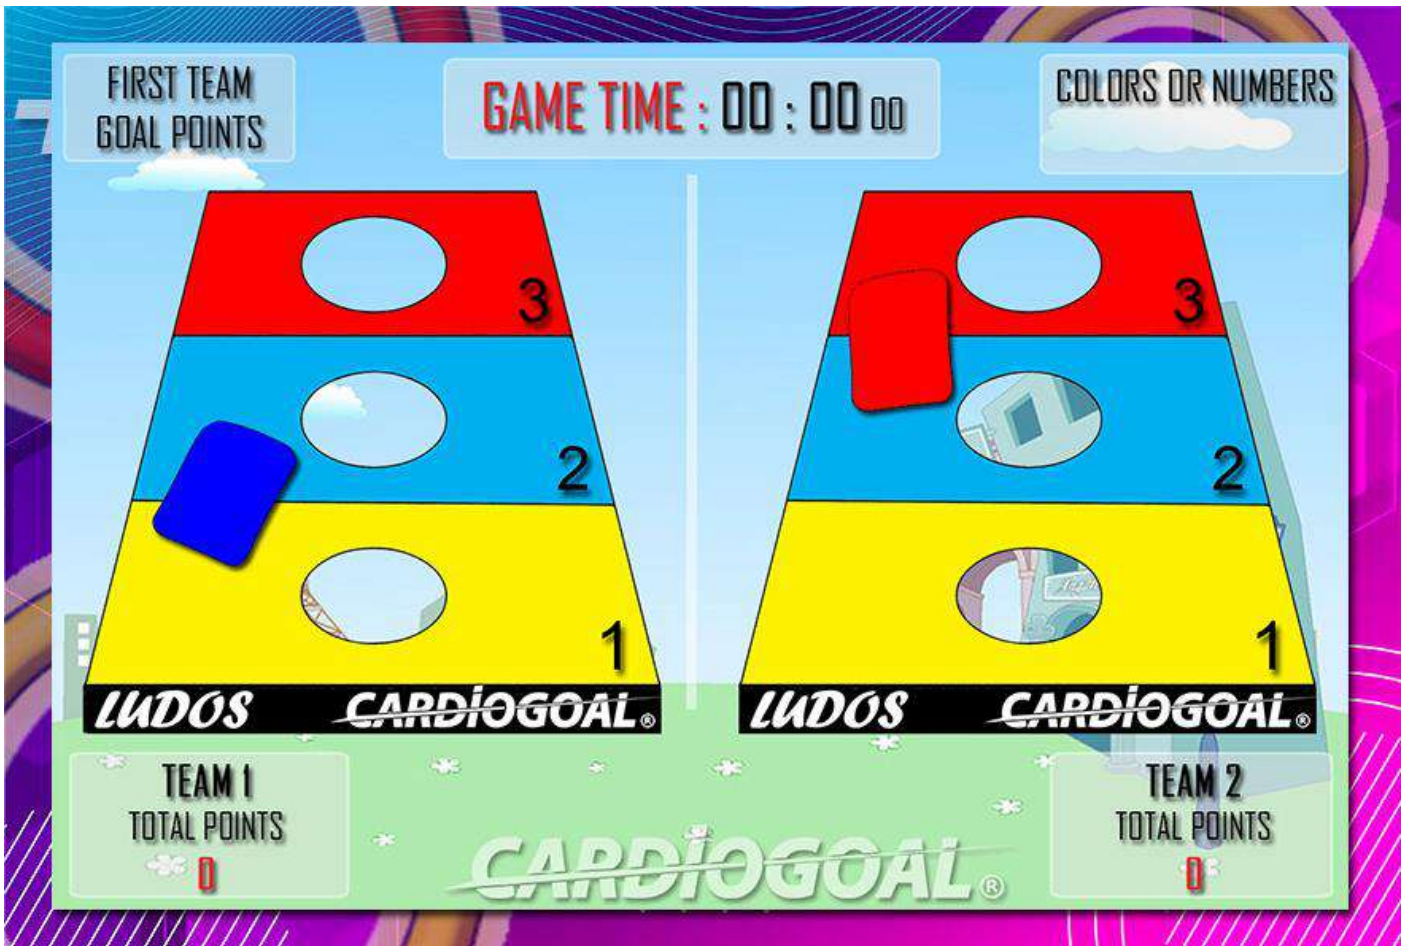 FIRST TEAM
GOAL POINTS
GAME TIME : 00 : 00 00
COLORS OR NUMBERS
3
2
1
LUDOS CARDIOGOAL®
3
2
1
LUDOS CARDIOGOAL®
TEAM 1
TOTAL POINTS
0
TEAM 2
TOTAL POINTS
0
CARDIOGOAL®